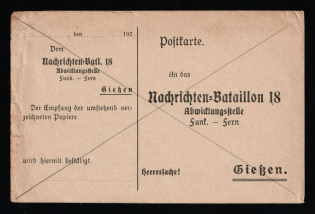 , den 192
Dem
Nachrichten-Batl. 18
Abwicklungsstelle
Funk. — Fern
Gießen
Der Empfang der umstehend ver-
zeichneten Papiere
wird hiermit bestätigt.
Postkarte.
An das
Nachrichten-Bataillon 18
Abwicklungsstelle
Funk. — Fern
Heeressache!
Gießen.